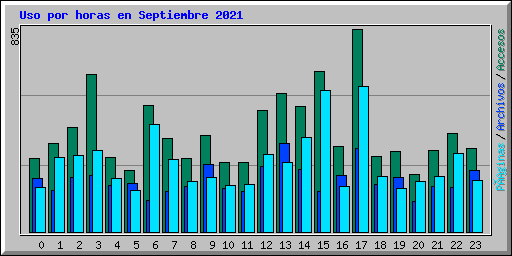 Uso por horas en Septiembre 2021
835
Páginas / Archivos / Accesos
0 1 2 3 4 5 6 7 8 9 10 11 12 13 14 15 16 17 18 19 20 21 22 23